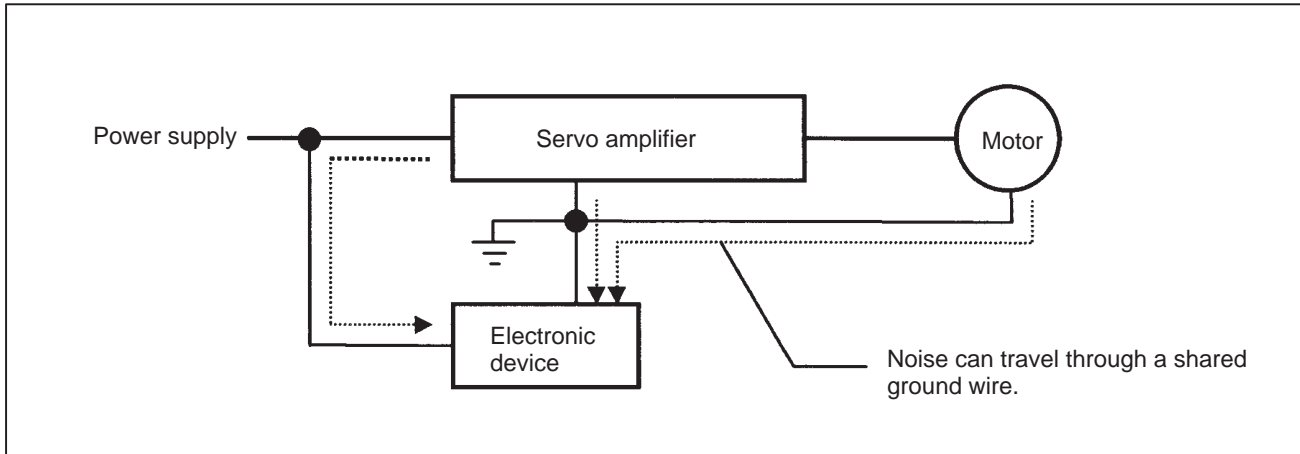 Power supply
Servo amplifier
Motor
Electronic
device
Noise can travel through a shared
ground wire.